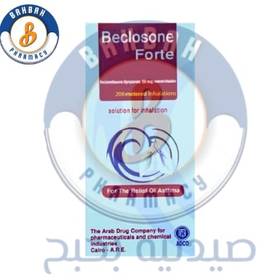 BAHBAH
PHARMACY
Beclosone
Forte
200 metered inhalations
solution for inhalation
For The Relief Of Asthma
The Arab Drug Company for
pharmaceuticals and chemical
industries
Cairo - A.R.E.
ADCO
PHARMACY
صيدلية بحبح